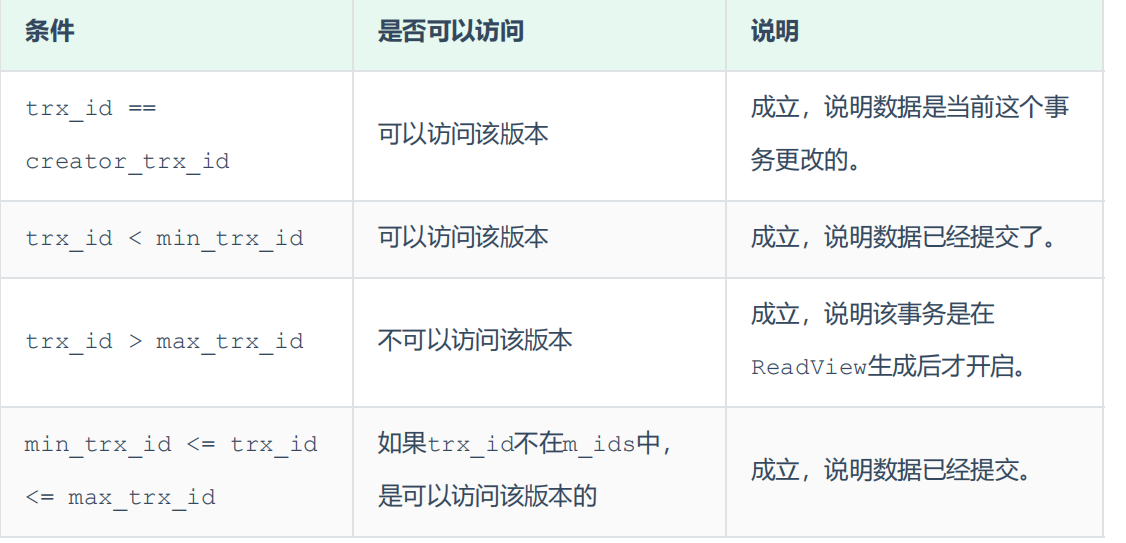 条件 是否可以访问 说明
trx_id ==
creator_trx_id
可以访问该版本
成立，说明数据是当前这个事
务更改的。
trx_id < min_trx_id 可以访问该版本 成立，说明数据已经提交了。
trx_id > max_trx_id 不可以访问该版本
成立，说明该事务是在
ReadView生成后才开启。
min_trx_id <= trx_id
<= max_trx_id
如果trx_id不在m_ids中，
是可以访问该版本的
成立，说明数据已经提交。